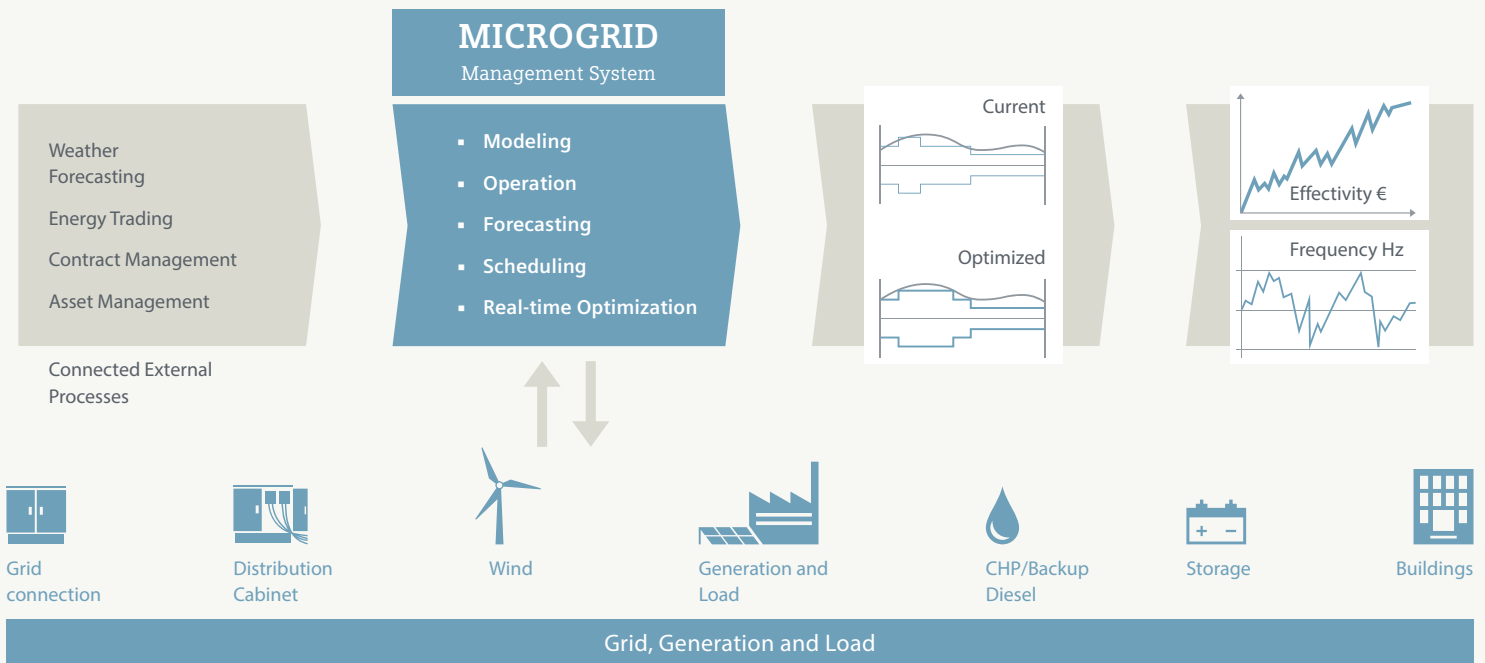 MICROGRID
Management System
Weather
Forecasting
Energy Trading
Contract Management
Asset Management
Connected External
Processes
▪ Modeling
▪ Operation
▪ Forecasting
▪ Scheduling
▪ Real-time Optimization
Current
Optimized
Effectivity €
Frequency Hz
Grid
connection
Distribution
Cabinet
Wind
Generation and
Load
CHP/Backup
Diesel
+ −
Storage
Buildings
Grid, Generation and Load